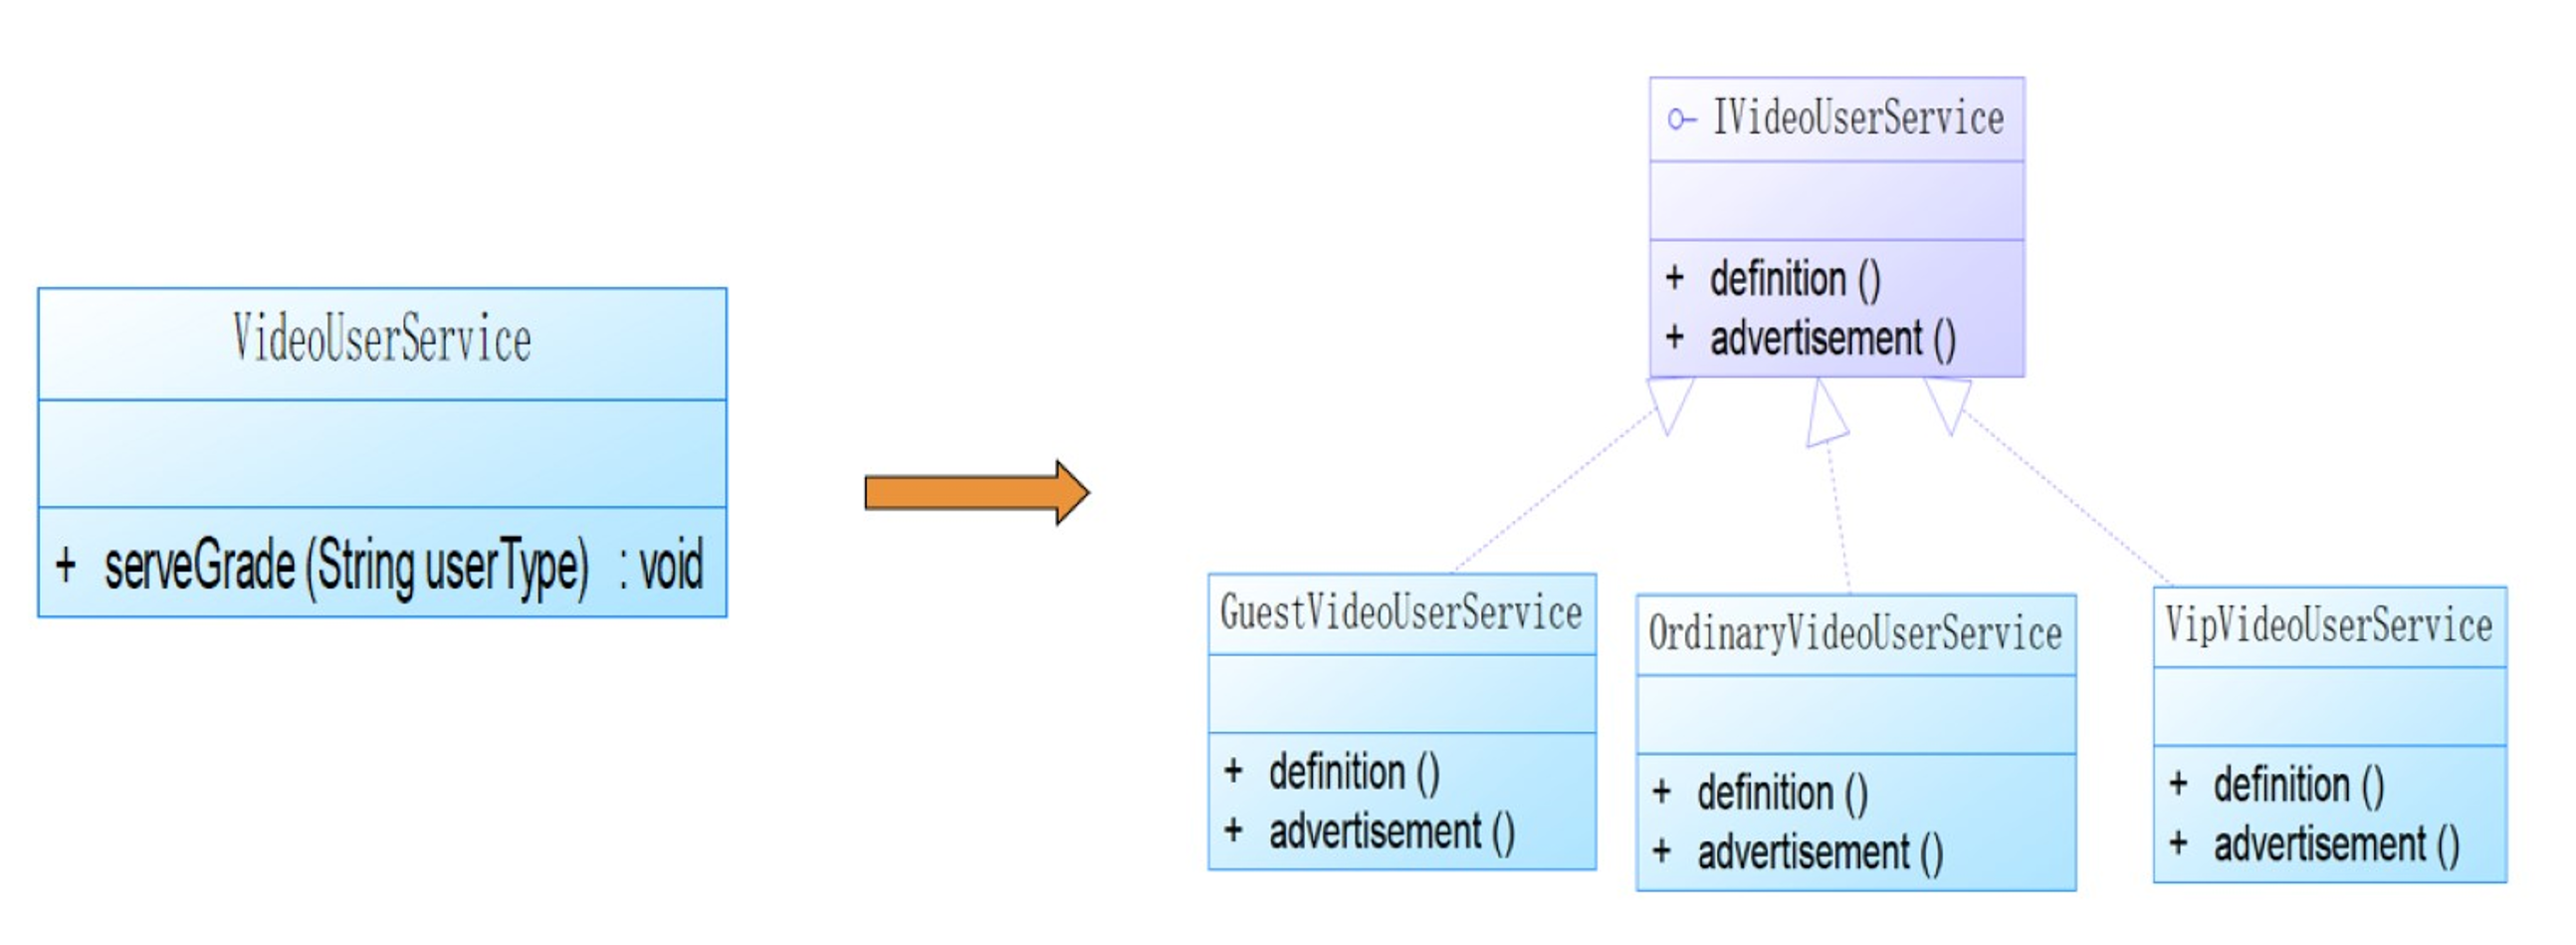 VideoUserService
+ serveGrade (String userType) : void
IVideoUserService
+ definition ()
+ advertisement ()
GuestVideoUserService
+ definition ()
+ advertisement ()
OrdinaryVideoUserService
+ definition ()
+ advertisement ()
VipVideoUserService
+ definition ()
+ advertisement ()